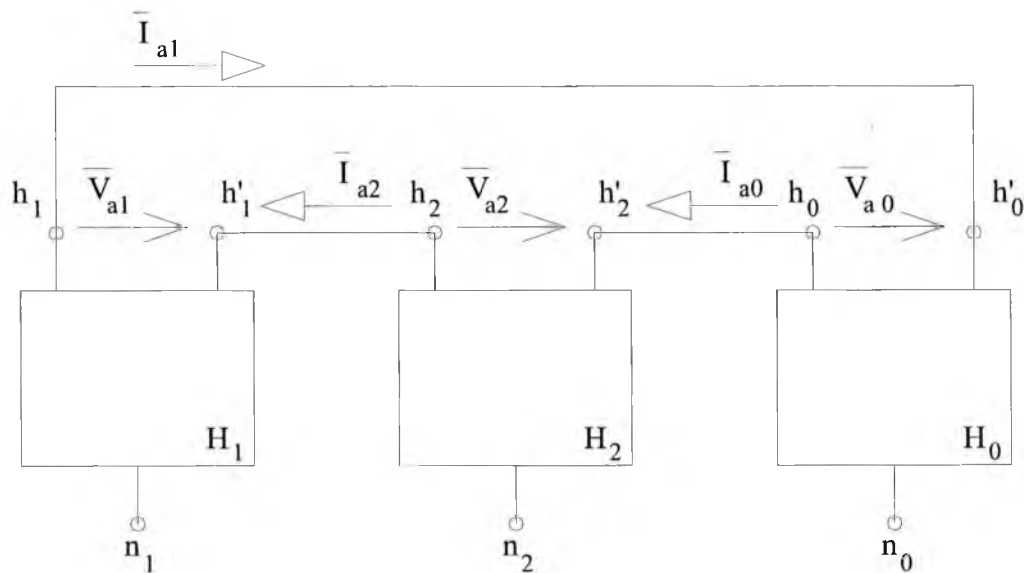 I̅ a1
h1 V̅a1 h'1 I̅ a2 h2 V̅a2 h'2 I̅ a0 h0 V̅a 0 h'0
H1 H2 H0
n1 n2 n0